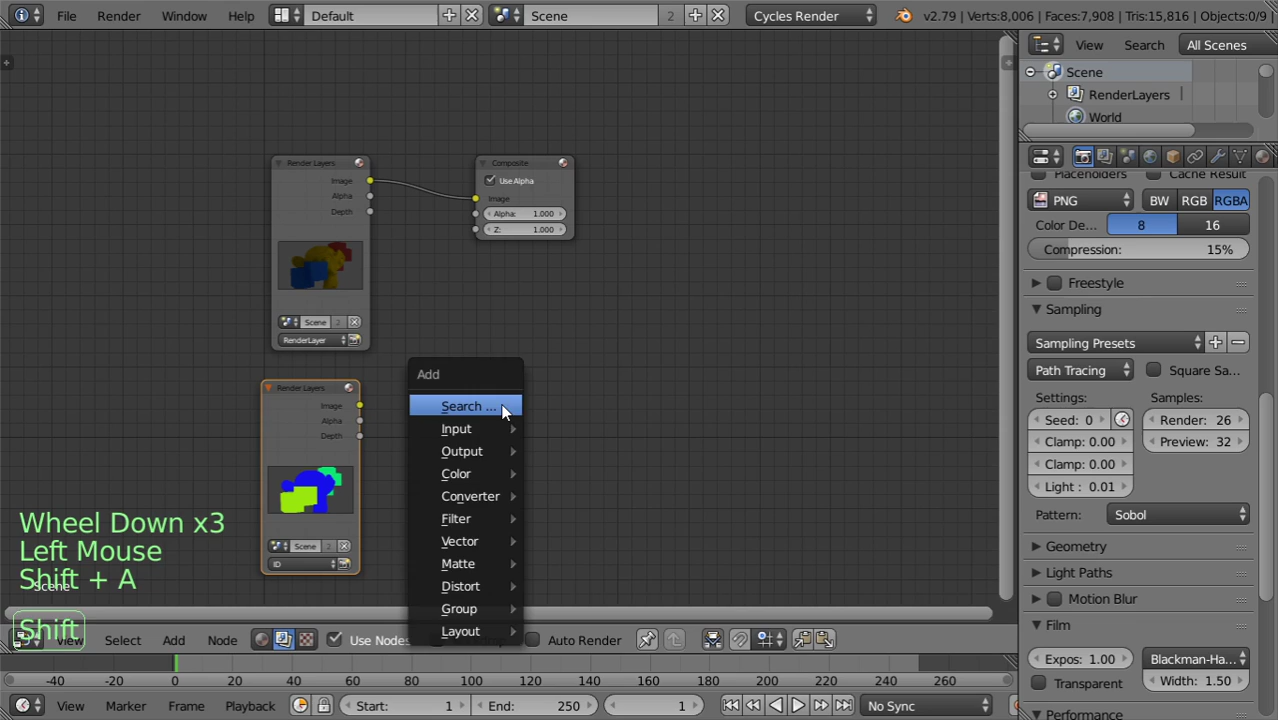 File Render Window Help Default Scene 2 Cycles Render v2.79 | Verts:8,006 | Faces:7,908 | Tris:15,816 | Objects:0/9
View Search All Scenes
Scene
RenderLayers
World
Placeholders Cache Result
PNG BW RGB RGBA
Color De... 8 16
Compression: 15%
Freestyle
Sampling
Sampling Presets
Path Tracing Square Sa...
Settings: Samples:
Seed: 0 Render: 26
Clamp: 0.00 Preview: 32
Clamp: 0.00
Light : 0.01
Pattern: Sobol
Geometry
Light Paths
Motion Blur
Film
Expos: 1.00 Blackman-Ha...
Transparent Width: 1.50
Performance
Render Layers
Image
Alpha
Depth
Scene 2
RenderLayer
Composite
Use Alpha
Image
Alpha: 1.000
Z: 1.000
Render Layers
Image
Alpha
Depth
Scene 2
ID
Add
Search ...
Input
Output
Color
Converter
Filter
Vector
Matte
Distort
Group
Layout
Wheel Down x3
Left Mouse
Shift + A
Scene
Shift
View Select Add Node Use Nodes Auto Render
-40 -20 0 20 40 60 80 100 120 140 160 180 200 220 240 260
View Marker Frame Playback Start: 1 End: 250 1 No Sync